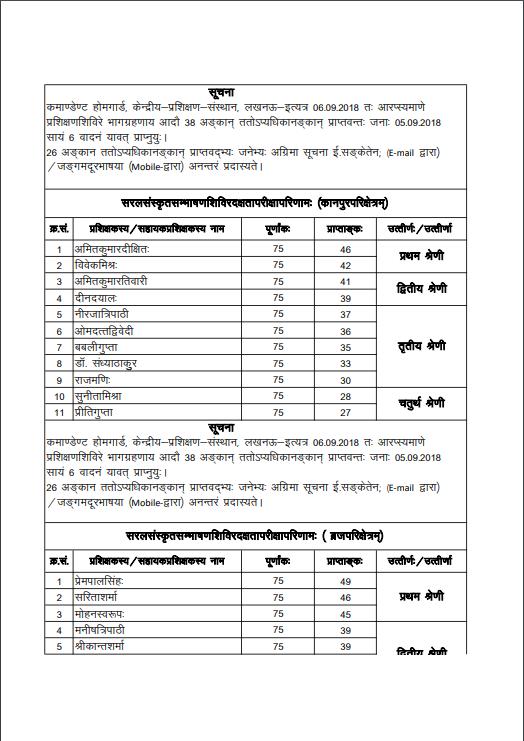 सूचना
कमाण्डेण्ट होमगार्ड, केन्द्रीय–प्रशिक्षण–संस्थान, लखनऊ–इत्यत्र 06.09.2018 तः आरप्स्यमाणे
प्रशिक्षणशिविरे भागग्रहणाय आदौ 38 अङ्कान् ततोऽप्यधिकानङ्कान् प्राप्तवन्तः जनाः 05.09.2018
सायं 6 वादनं यावत् प्राप्नुयुः।
26 अङ्कान ततोऽप्यधिकानङ्कान् प्राप्तवद्भ्यः जनेभ्यः अग्रिमा सूचना ई.सङ्केतेन; (E-mail द्वारा)
/जङ्गमदूरभाषया (Mobile-द्वारा) अनन्तरं प्रदास्यते।
सरलसंस्कृतसम्भाषणशिविरदक्षतापरीक्षापरिणामः (कानपुरपरिक्षेत्रम्)
क्र.सं. प्रशिक्षकस्य/सहायकप्रशिक्षकस्य नाम पूर्णांकः प्राप्ताङ्कः उत्तीर्णः/उत्तीर्णा
1 अमितकुमारदीक्षितः 75 46 प्रथम श्रेणी
2 विवेकमिश्रः 75 42
3 अमितकुमारतिवारी 75 41 द्वितीय श्रेणी
4 दीनदयालः 75 39
5 नीरजात्रिपाठी 75 37 तृतीय श्रेणी
6 ओमदत्तद्विवेदी 75 36
7 बबलीगुप्ता 75 35
8 डॉ. संध्याठाकुर 75 33
9 राजमणिः 75 30
10 सुनीतामिश्रा 75 28 चतुर्थ श्रेणी
11 प्रीतिगुप्ता 75 27
सूचना
कमाण्डेण्ट होमगार्ड, केन्द्रीय–प्रशिक्षण–संस्थान, लखनऊ–इत्यत्र 06.09.2018 तः आरप्स्यमाणे
प्रशिक्षणशिविरे भागग्रहणाय आदौ 38 अङ्कान् ततोऽप्यधिकानङ्कान् प्राप्तवन्तः जनाः 05.09.2018
सायं 6 वादनं यावत् प्राप्नुयुः।
26 अङ्कान ततोऽप्यधिकानङ्कान् प्राप्तवद्भ्यः जनेभ्यः अग्रिमा सूचना ई.सङ्केतेन; (E-mail द्वारा)
/जङ्गमदूरभाषया (Mobile-द्वारा) अनन्तरं प्रदास्यते।
सरलसंस्कृतसम्भाषणशिविरदक्षतापरीक्षापरिणामः ( ब्रजपरिक्षेत्रम्)
क्र.सं. प्रशिक्षकस्य/सहायकप्रशिक्षकस्य नाम पूर्णांकः प्राप्ताङ्कः उत्तीर्णः/उत्तीर्णा
1 प्रेमपालसिंहः 75 49 प्रथम श्रेणी
2 सरिताशर्मा 75 46
3 मोहनस्वरूपः 75 45
4 मनीषत्रिपाठी 75 39 द्वितीय श्रेणी
5 श्रीकान्तशर्मा 75 39